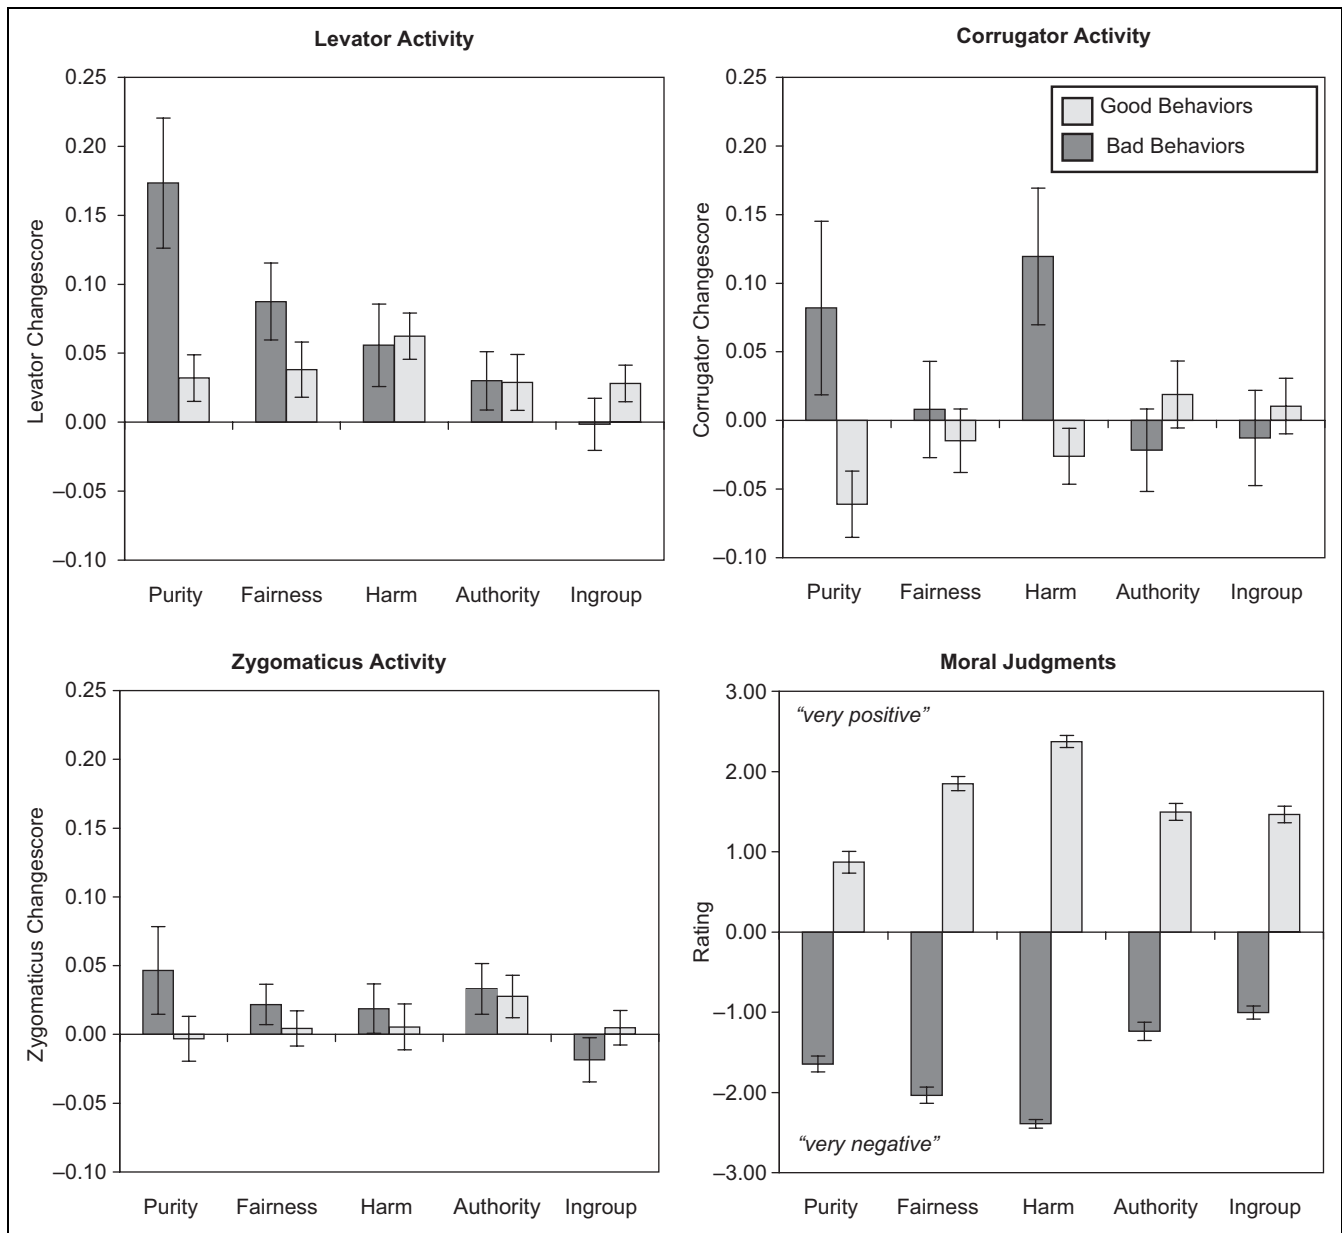 Levator Activity
0.25
0.20
0.15
0.10
0.05
0.00
–0.05
–0.10
Levator Changescore
Purity Fairness Harm Authority Ingroup
Corrugator Activity
0.25
0.20
0.15
0.10
0.05
0.00
–0.05
–0.10
Corrugator Changescore
Good Behaviors
Bad Behaviors
Purity Fairness Harm Authority Ingroup
Zygomaticus Activity
0.25
0.20
0.15
0.10
0.05
0.00
–0.05
–0.10
Zygomaticus Changescore
Purity Fairness Harm Authority Ingroup
Moral Judgments
3.00
2.00
1.00
0.00
–1.00
–2.00
–3.00
Rating
“very positive”
“very negative”
Purity Fairness Harm Authority Ingroup